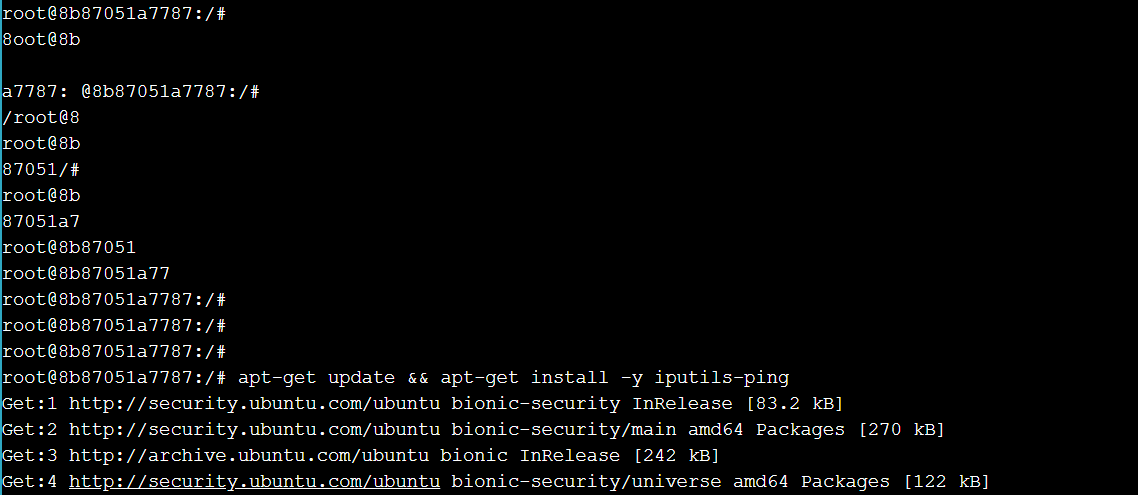 root@8b87051a7787:/#
8oot@8b
a7787: @8b87051a7787:/#
/root@8
root@8b
87051/#
root@8b
87051a7
root@8b87051
root@8b87051a77
root@8b87051a7787:/#
root@8b87051a7787:/#
root@8b87051a7787:/#
root@8b87051a7787:/# apt-get update && apt-get install -y iputils-ping
Get:1 http://security.ubuntu.com/ubuntu bionic-security InRelease [83.2 kB]
Get:2 http://security.ubuntu.com/ubuntu bionic-security/main amd64 Packages [270 kB]
Get:3 http://archive.ubuntu.com/ubuntu bionic InRelease [242 kB]
Get:4 http://security.ubuntu.com/ubuntu bionic-security/universe amd64 Packages [122 kB]